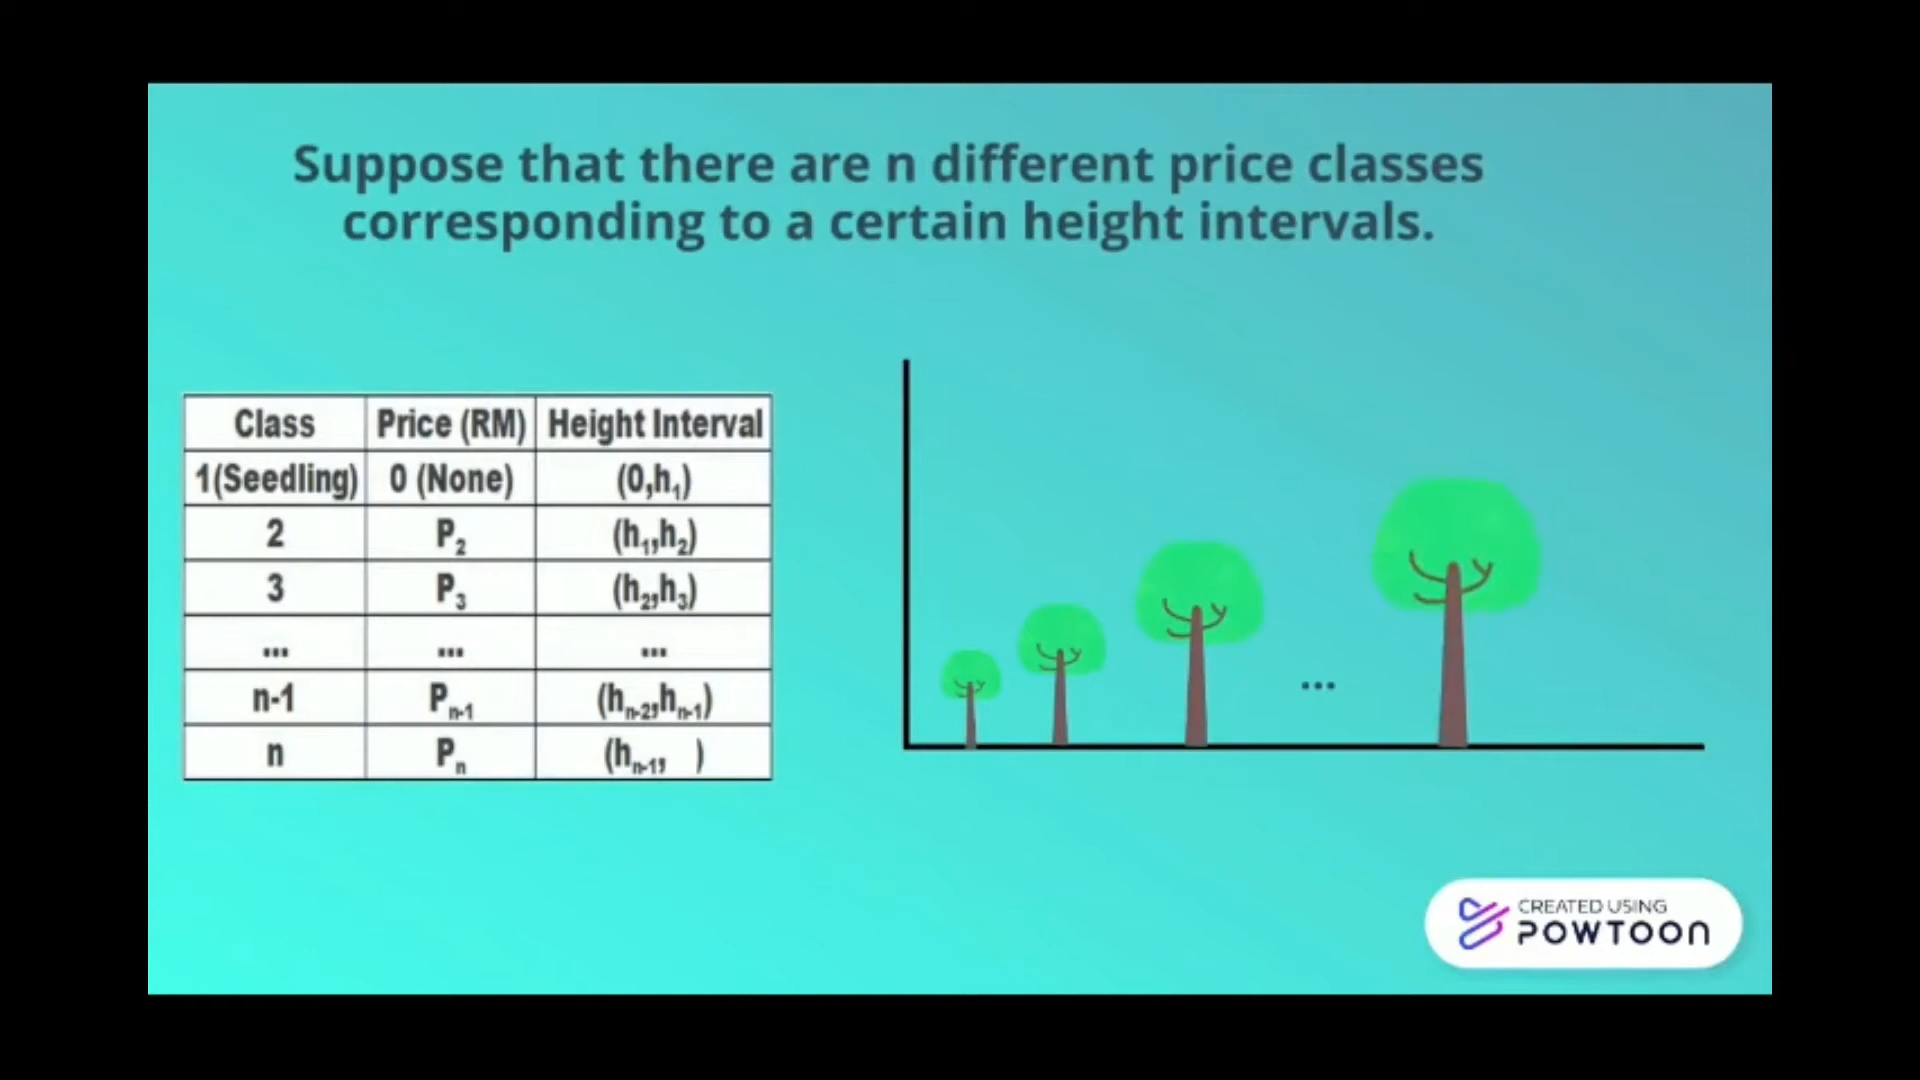 Suppose that there are n different price classes
corresponding to a certain height intervals.
Class Price (RM) Height Interval
1(Seedling) 0 (None) (0,h₁)
2 P₂ (h₁,h₂)
3 P₃ (h₂,h₃)
... ... ...
n-1 Pₙ₋₁ (hₙ₋₂,hₙ₋₁)
n Pₙ (hₙ₋₁, )
...
CREATED USING
POWTOON